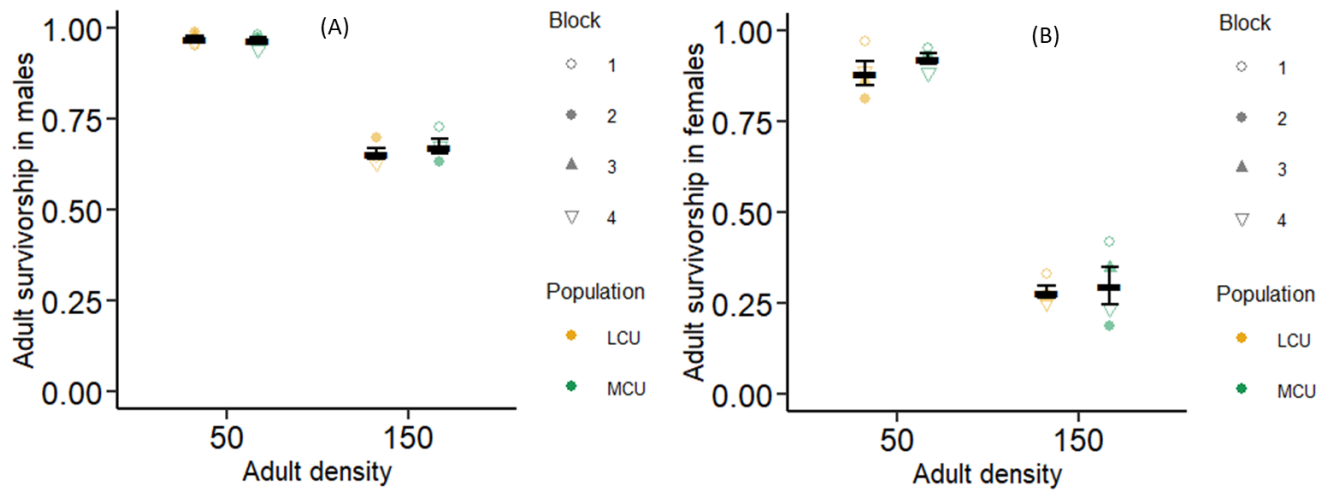 (A)
Adult survivorship in males
1.00
0.75
0.50
0.25
0.00
50
150
Adult density
Block
1
2
3
4
Population
LCU
MCU
(B)
Adult survivorship in females
1.00
0.75
0.50
0.25
0.00
50
150
Adult density
Block
1
2
3
4
Population
LCU
MCU